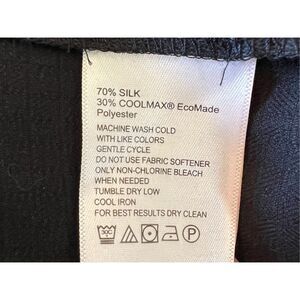 70% SILK
30% COOLMAX® EcoMade
Polyester
MACHINE WASH COLD
WITH LIKE COLORS
GENTLE CYCLE
DO NOT USE FABRIC SOFTENER
ONLY NON-CHLORINE BLEACH
WHEN NEEDED
TUMBLE DRY LOW
COOL IRON
FOR BEST RESULTS DRY CLEAN
30C P